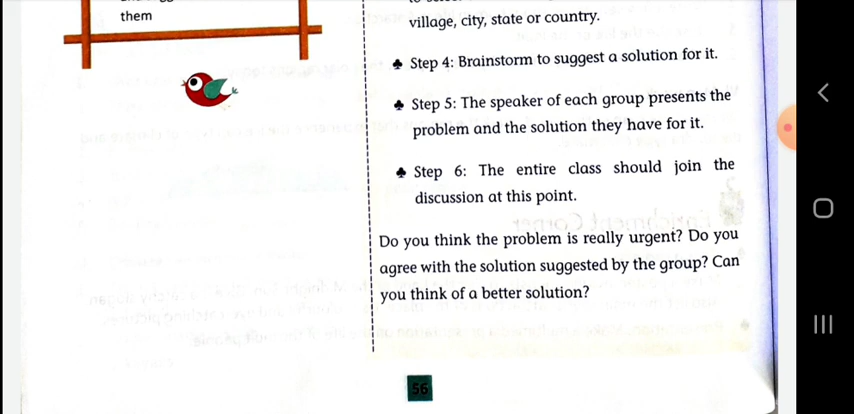 them
village, city, state or country.
♣ Step 4: Brainstorm to suggest a solution for it.
♣ Step 5: The speaker of each group presents the
problem and the solution they have for it.
♣ Step 6: The entire class should join the
discussion at this point.
Do you think the problem is really urgent? Do you
agree with the solution suggested by the group? Can
you think of a better solution?
56